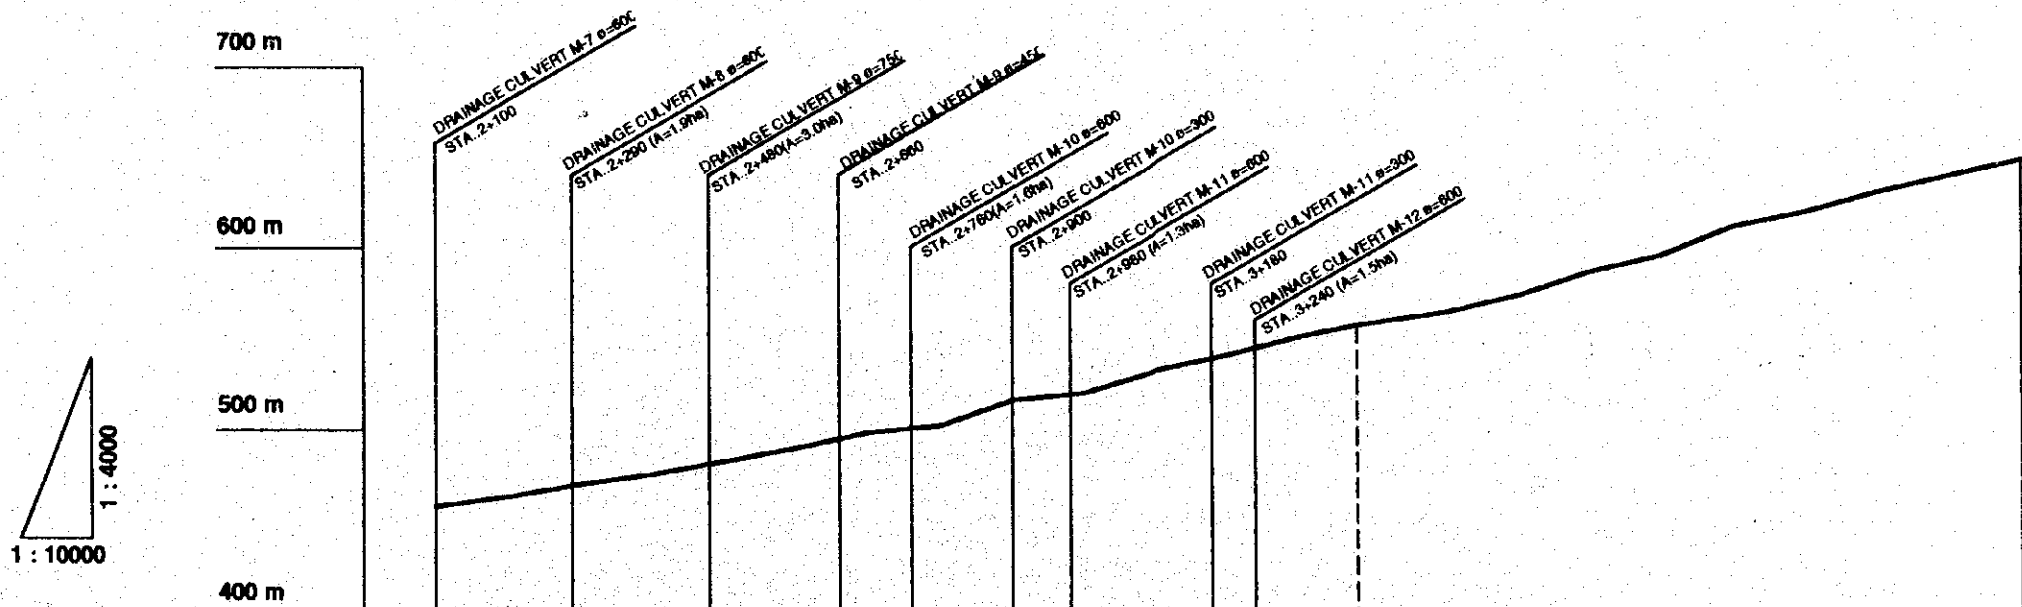 700 m
600 m
500 m
400 m
1 : 4000
1 : 10000
DRAINAGE CULVERT M-7 ø=600
STA..2+100
DRAINAGE CULVERT M-8 ø=600
STA..2+290 (A=1.9ha)
DRAINAGE CULVERT M-9 ø=750
STA..2+480(A=3.0ha)
DRAINAGE CULVERT M-9 ø=450
STA..2+660
DRAINAGE CULVERT M-10 ø=600
STA..2+760(A=1.6ha)
DRAINAGE CULVERT M-10 ø=300
STA..2+900
DRAINAGE CULVERT M-11 ø=600
STA..2+980 (A=1.3ha)
DRAINAGE CULVERT M-11 ø=300
STA..3+180
DRAINAGE CULVERT M-12 ø=600
STA..3+240 (A=1.5ha)